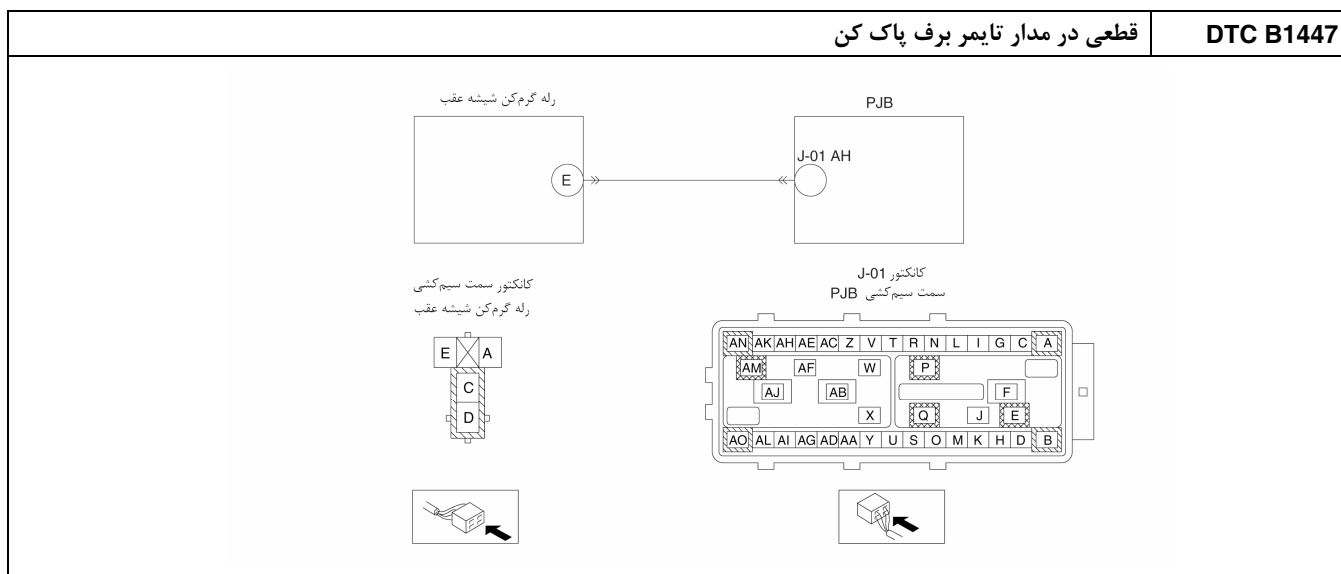 DTC B1447
قطعی در مدار تایمر برف پاک کن
رله گرم‌کن شیشه عقب
PJB
E
J-01 AH
کانکتور سمت سیم‌کشی
رله گرم‌کن شیشه عقب
کانکتور J-01
سمت سیم‌کشی PJB
E A
C
D
AN AK AH AE AC Z V T R N L I G C A
AM AF W P
AJ AB F
X Q J E
AO AL AI AG AD AA Y U S O M K H D B